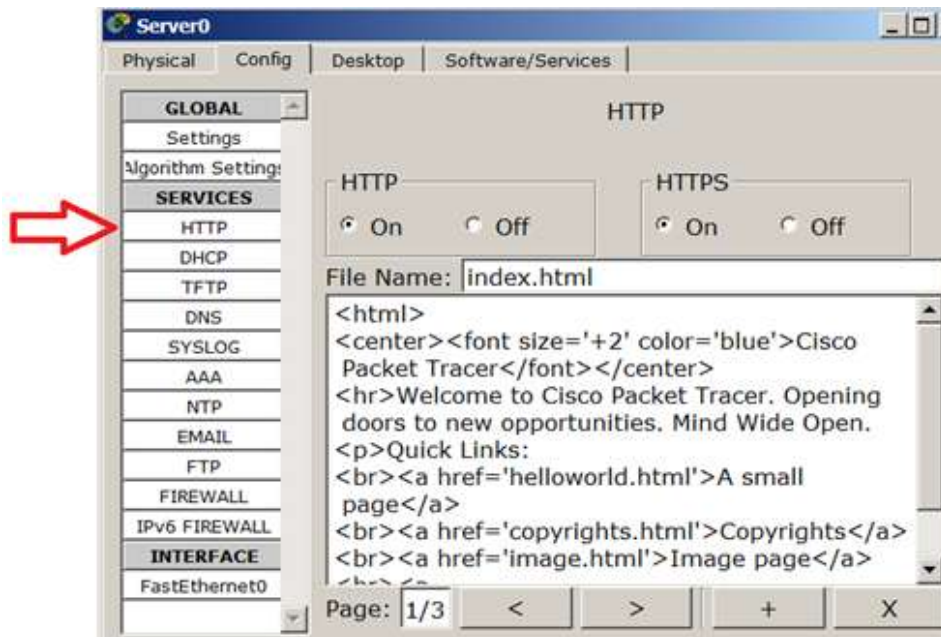 Server0
Physical
Config
Desktop
Software/Services
GLOBAL
Settings
Algorithm Settings
SERVICES
HTTP
DHCP
TFTP
DNS
SYSLOG
AAA
NTP
EMAIL
FTP
FIREWALL
IPv6 FIREWALL
INTERFACE
FastEthernet0
HTTP
HTTP
On
Off
HTTPS
On
Off
File Name: index.html
<html>
<center><font size='+2' color='blue'>Cisco
Packet Tracer</font></center>
<hr>Welcome to Cisco Packet Tracer. Opening
doors to new opportunities. Mind Wide Open.
<p>Quick Links:
<br><a href='helloworld.html'>A small
page</a>
<br><a href='copyrights.html'>Copyrights</a>
<br><a href='image.html'>Image page</a>
<br><a
Page: 1/3 < > + X